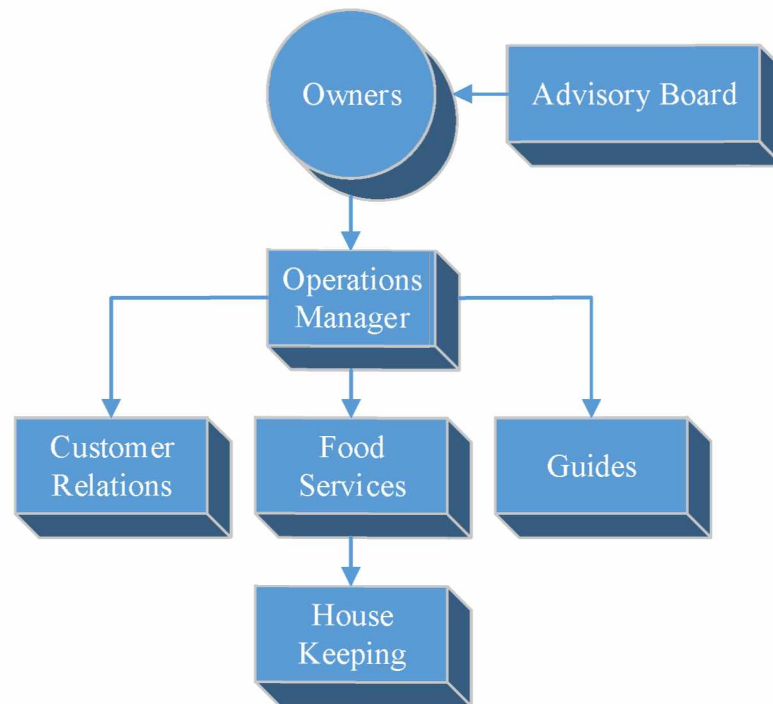 Owners
Advisory Board
Operations
Manager
Customer
Relations
Food
Services
Guides
House
Keeping